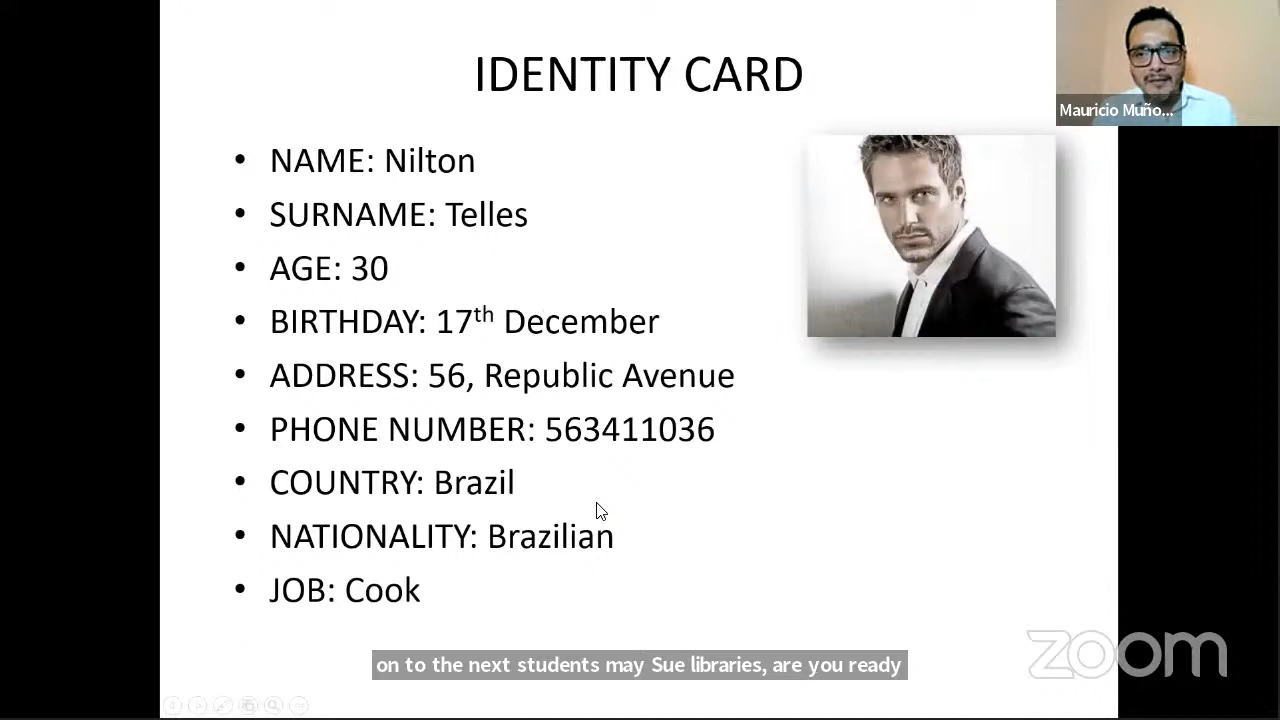 IDENTITY CARD
Mauricio Muño...
• NAME: Nilton
• SURNAME: Telles
• AGE: 30
• BIRTHDAY: 17th December
• ADDRESS: 56, Republic Avenue
• PHONE NUMBER: 563411036
• COUNTRY: Brazil
• NATIONALITY: Brazilian
• JOB: Cook
on to the next students may Sue libraries, are you ready
zoom